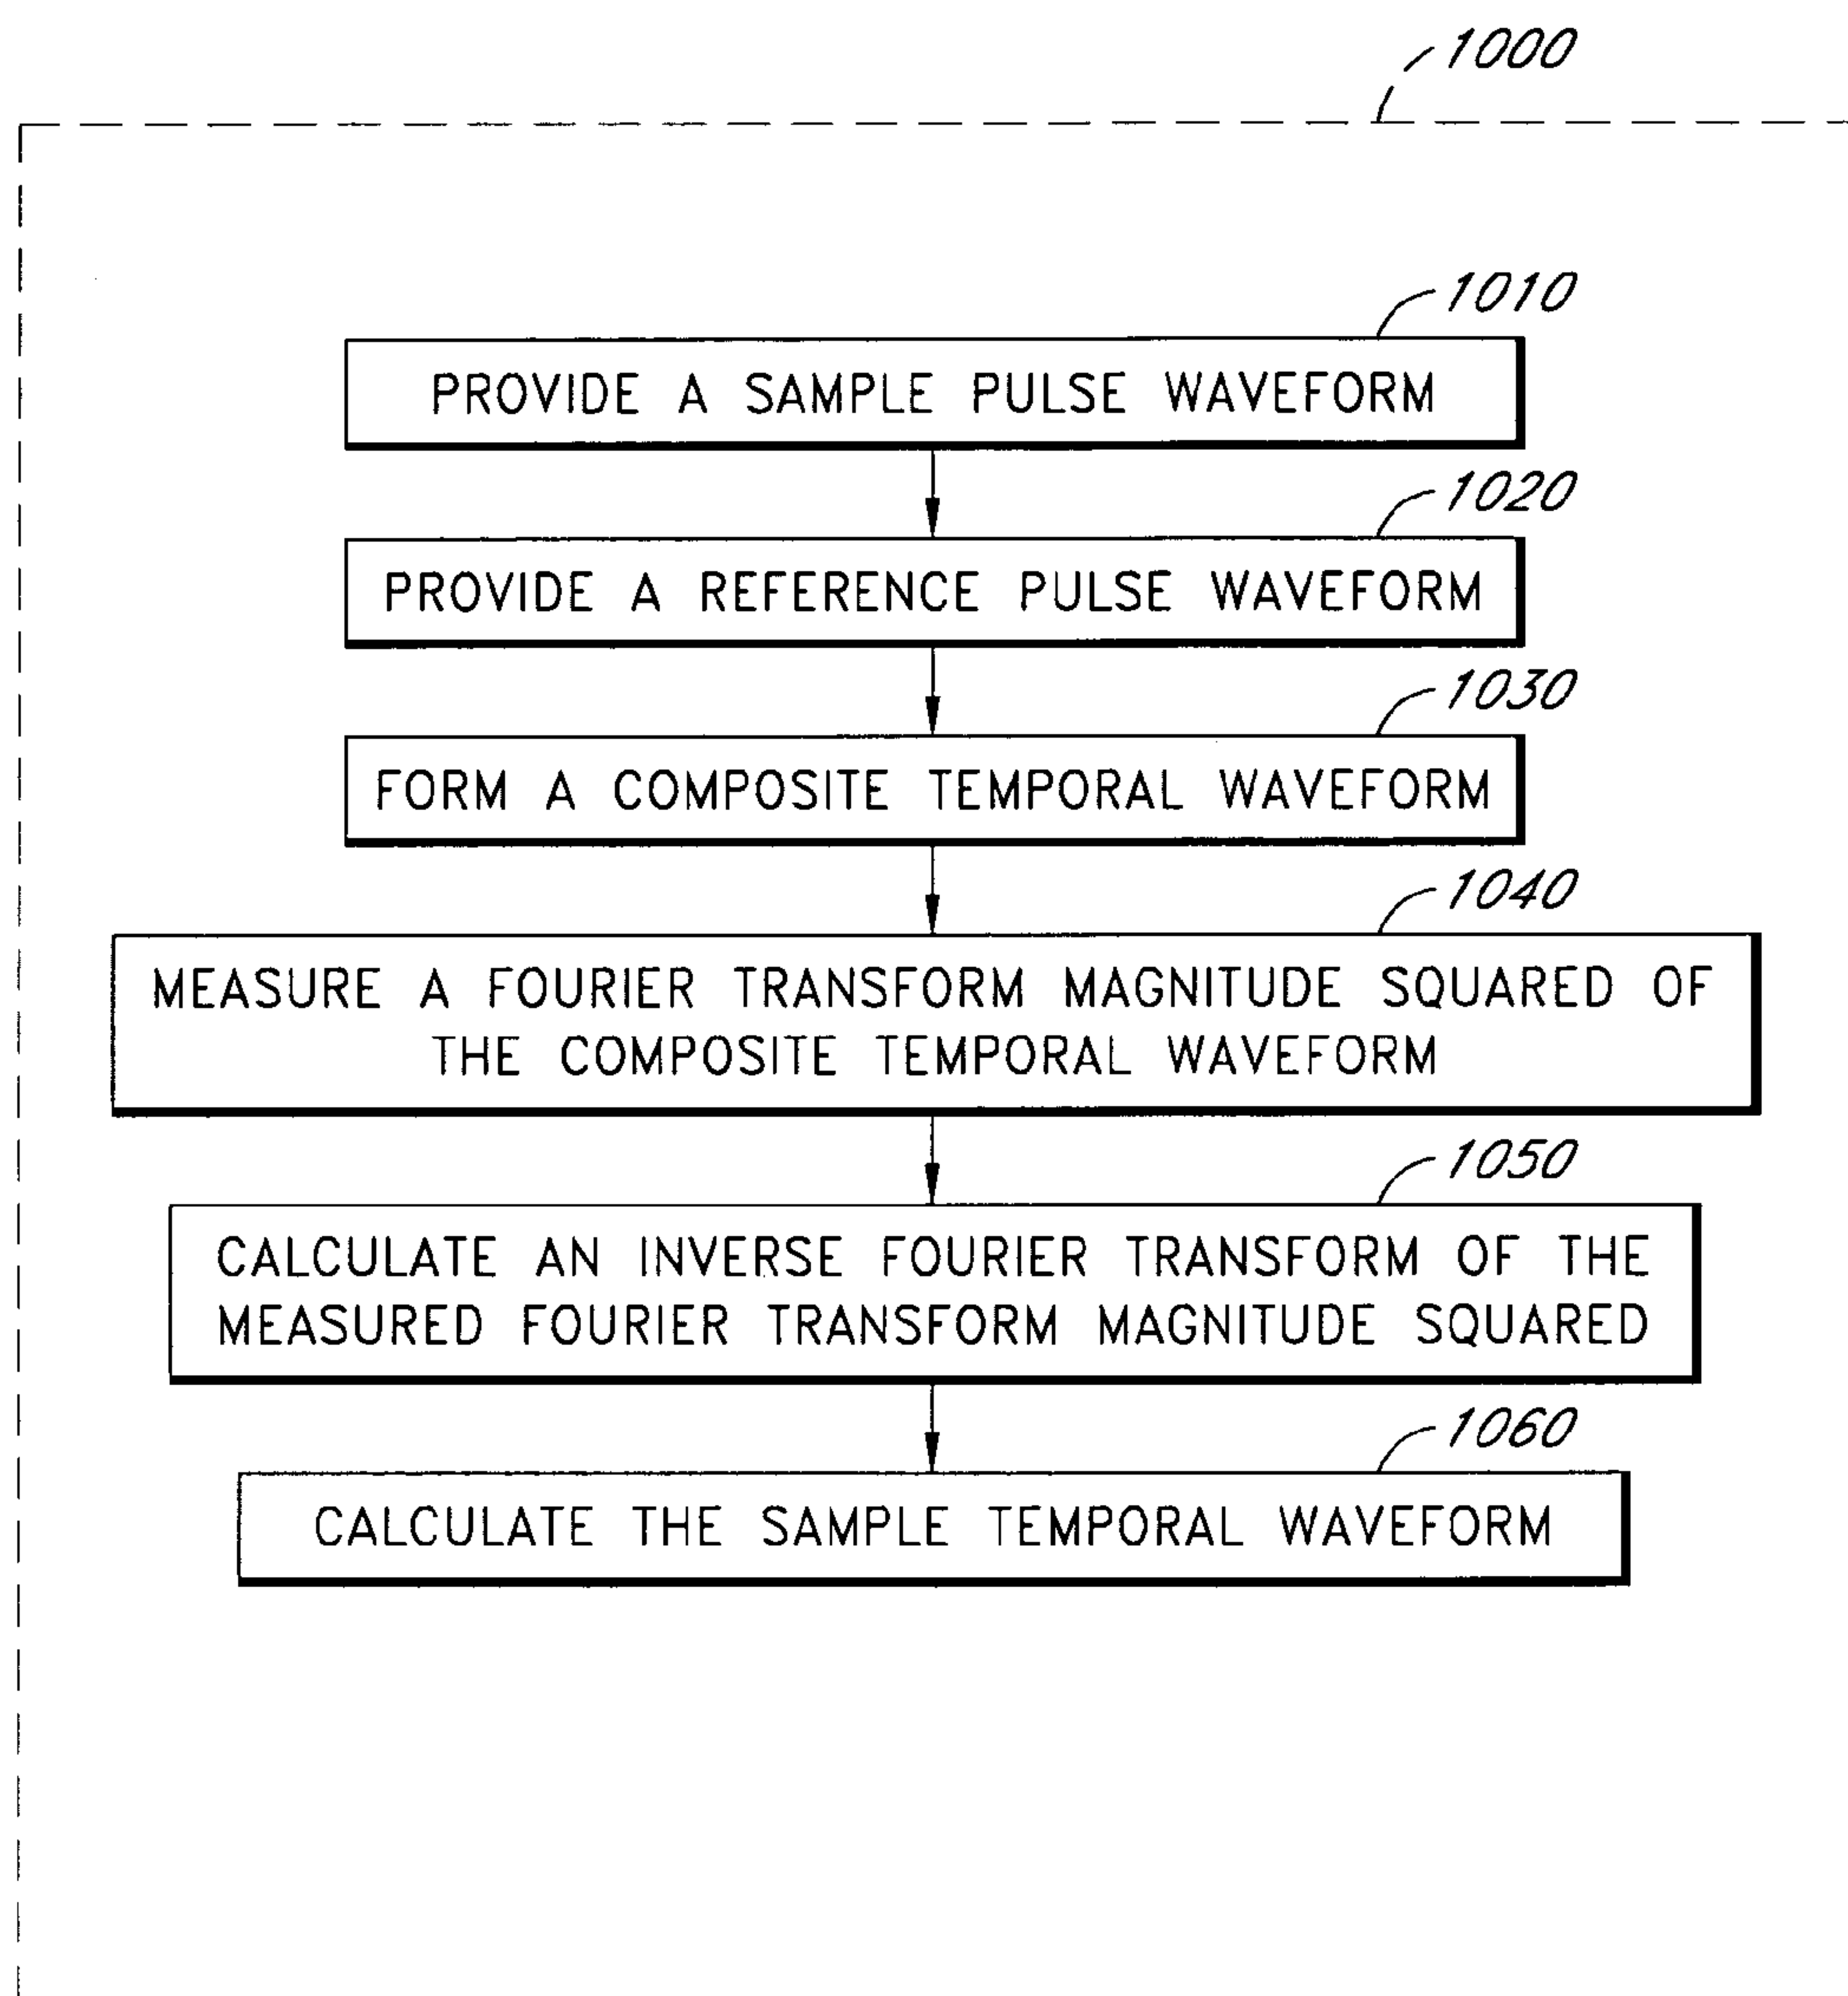 1000
1010
PROVIDE A SAMPLE PULSE WAVEFORM
1020
PROVIDE A REFERENCE PULSE WAVEFORM
1030
FORM A COMPOSITE TEMPORAL WAVEFORM
1040
MEASURE A FOURIER TRANSFORM MAGNITUDE SQUARED OF
THE COMPOSITE TEMPORAL WAVEFORM
1050
CALCULATE AN INVERSE FOURIER TRANSFORM OF THE
MEASURED FOURIER TRANSFORM MAGNITUDE SQUARED
1060
CALCULATE THE SAMPLE TEMPORAL WAVEFORM